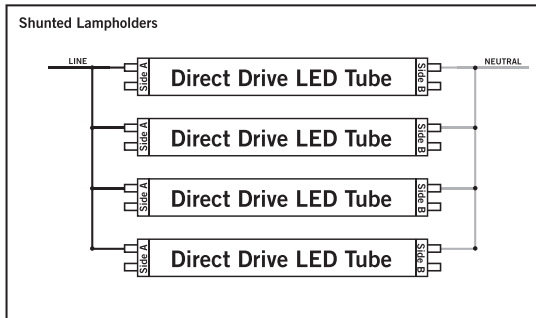 Shunted Lampholders
LINE
NEUTRAL
Side A
Direct Drive LED Tube
Side B
Side A
Direct Drive LED Tube
Side B
Side A
Direct Drive LED Tube
Side B
Side A
Direct Drive LED Tube
Side B